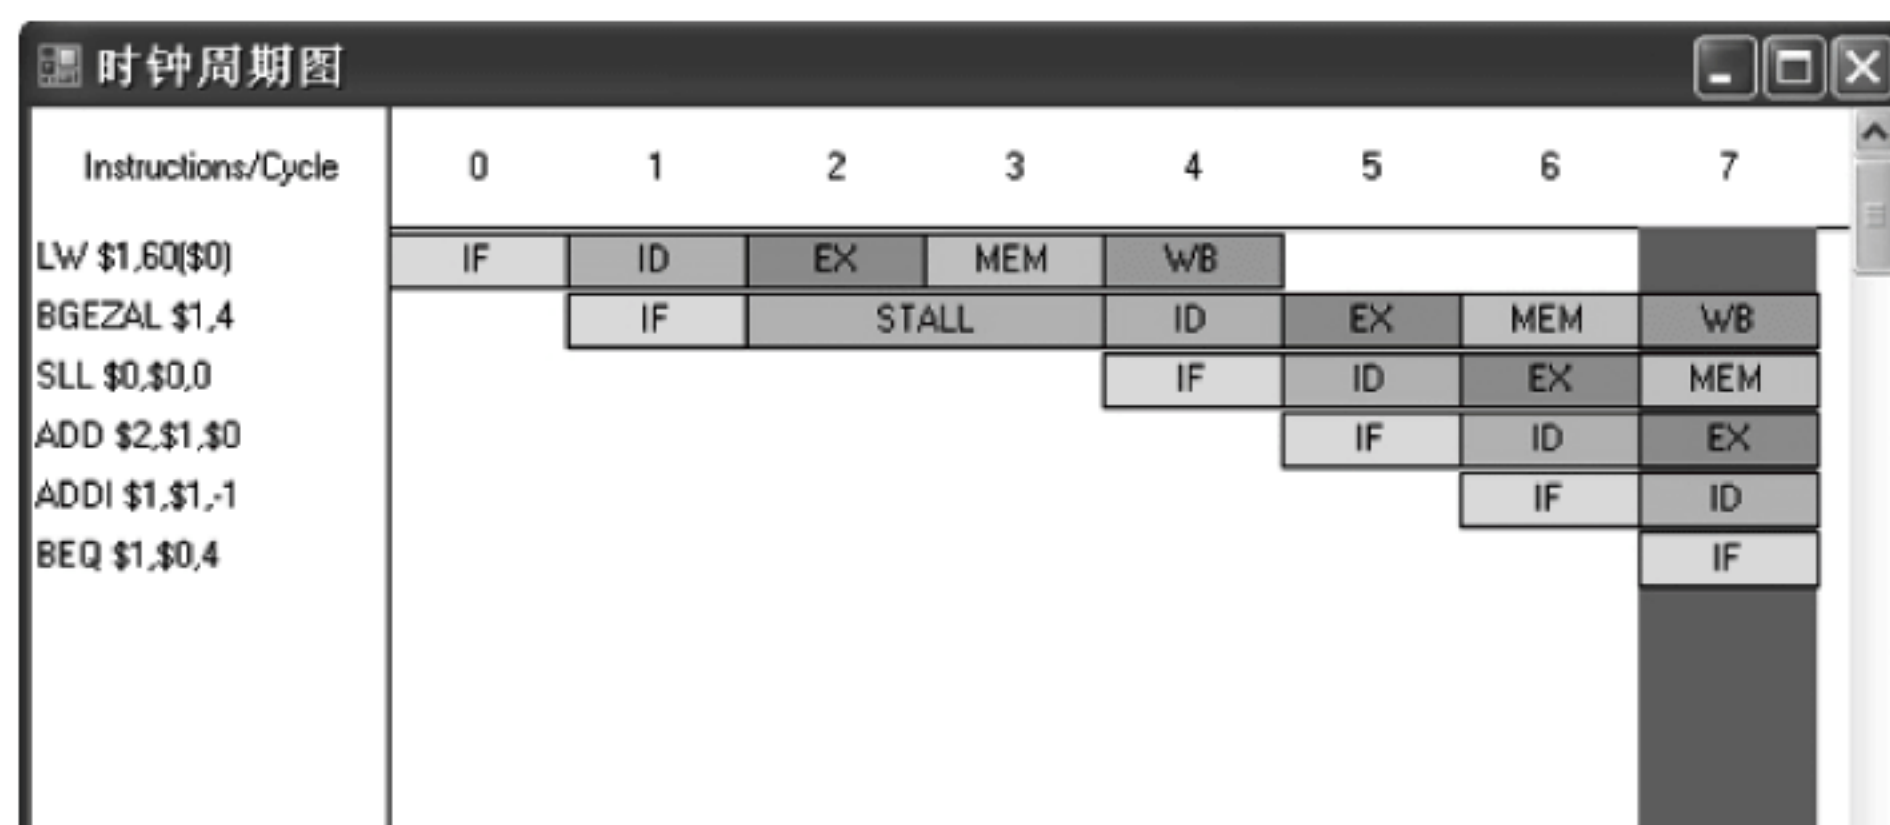 时钟周期图
Instructions/Cycle 0 1 2 3 4 5 6 7
LW $1,60($0) IF ID EX MEM WB
BGEZAL $1,4 IF STALL ID EX MEM WB
SLL $0,$0,0 IF ID EX MEM
ADD $2,$1,$0 IF ID EX
ADDI $1,$1,-1 IF ID
BEQ $1,$0,4 IF